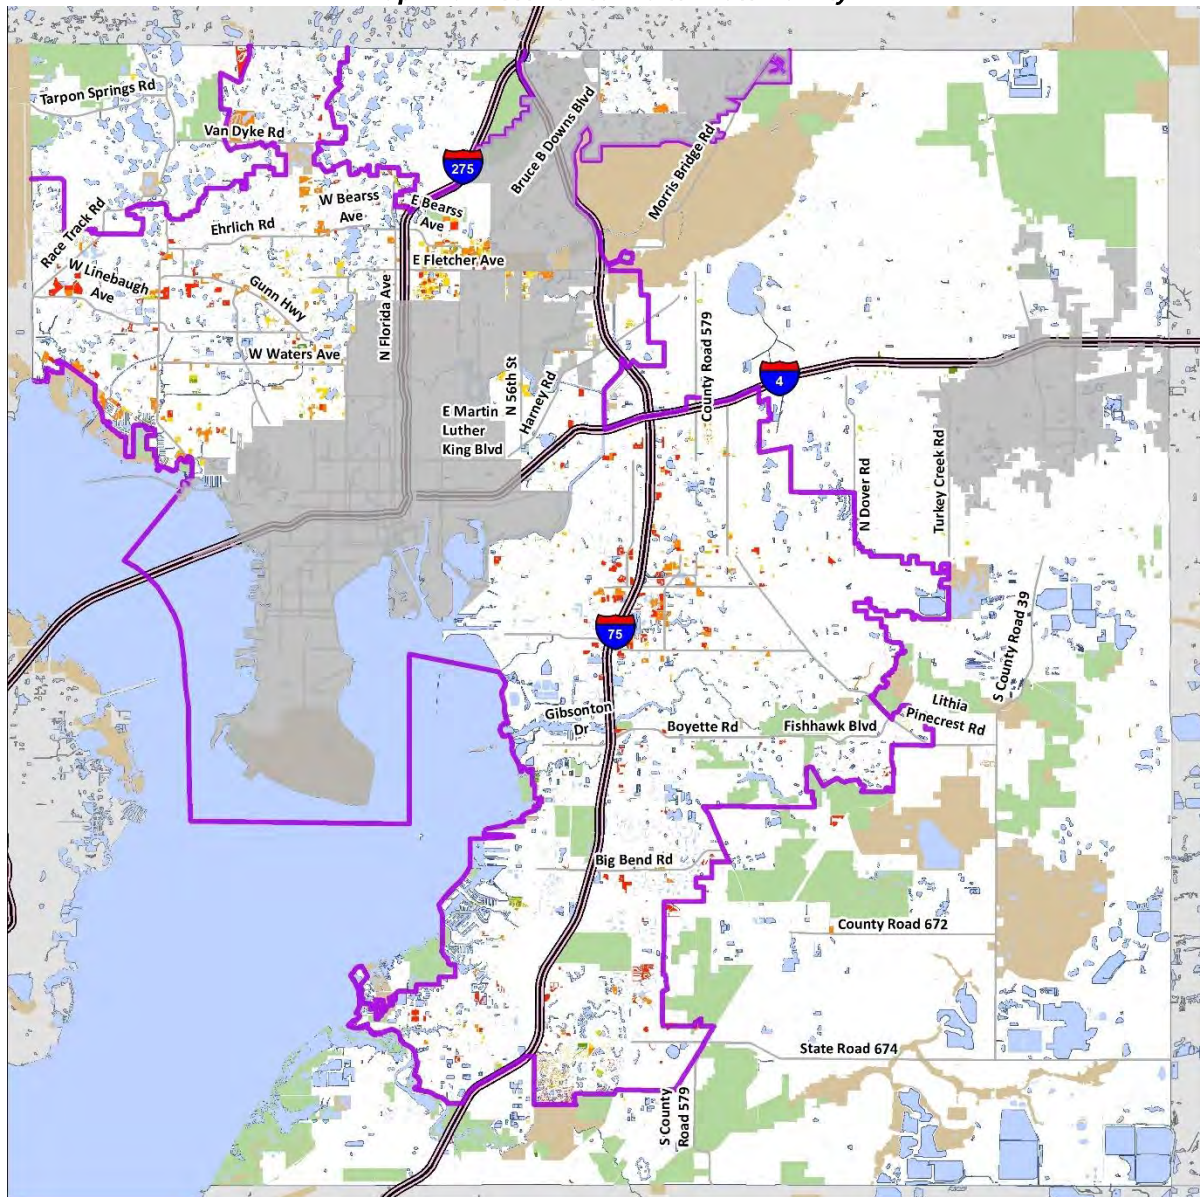 Tarpon Springs Rd
Van Dyke Rd
Bruce B Downs Blvd
Morris Bridge Rd
275
Race Track Rd
W Bearss
Ave
E Bearss
Ave
Ehrlich Rd
E Fletcher Ave
W Linebaugh
Ave
Gunn Hwy
N Florida Ave
W Waters Ave
N 56th St
Harney Rd
County Road 579
4
E Martin
Luther
King Blvd
N Dover Rd
Turkey Creek Rd
75
S County Road 39
Gibsonton
Dr
Boyette Rd
Fishhawk Blvd
Lithia
Pinecrest Rd
Big Bend Rd
County Road 672
State Road 674
S County
Road 579